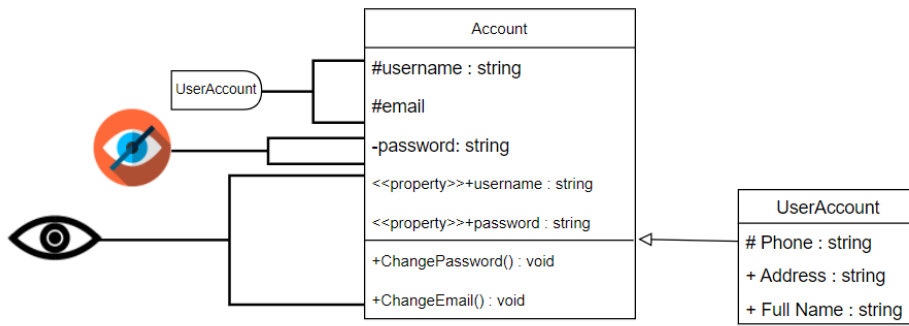 Account
#username : string
UserAccount
#email
-password: string
<<property>>+username : string
<<property>>+password : string
+ChangePassword() : void
+ChangeEmail() : void
UserAccount
# Phone : string
+ Address : string
+ Full Name : string